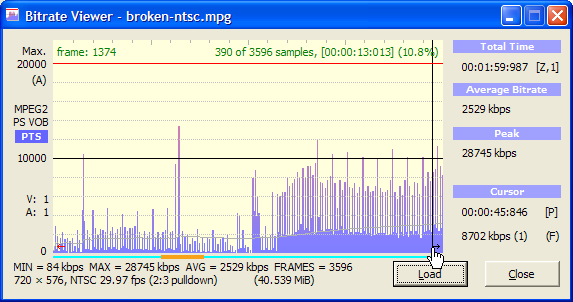 Bitrate Viewer - broken-ntsc.mpg
Max.
frame: 1374
390 of 3596 samples, [00:00:13:013) (10.8%)
20000
(A)
MPEG2
PS VOB
PTS
10000
V: 1
A: 1
0
MIN = 84 kbps MAX = 28745 kbps AVG = 2529 kbps FRAMES = 3596
720 × 576, NTSC 29.97 fps (2:3 pulldown) (40.539 MiB)
Total Time
00:01:59:987 [Z,1]
Average Bitrate
2529 kbps
Peak
28745 kbps
Cursor
00:00:45:846 [P]
8702 kbps (1) (F)
Load
Close